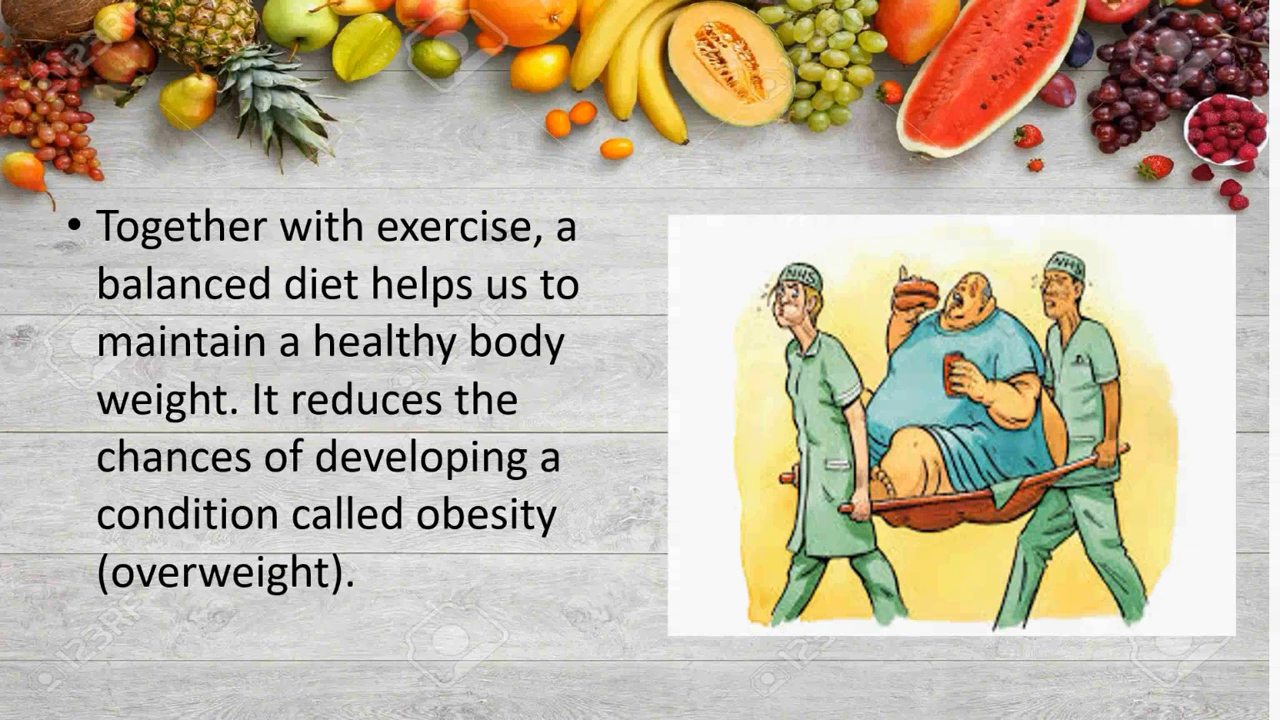 • Together with exercise, a
balanced diet helps us to
maintain a healthy body
weight. It reduces the
chances of developing a
condition called obesity
(overweight).
NHS
NHS
123RF